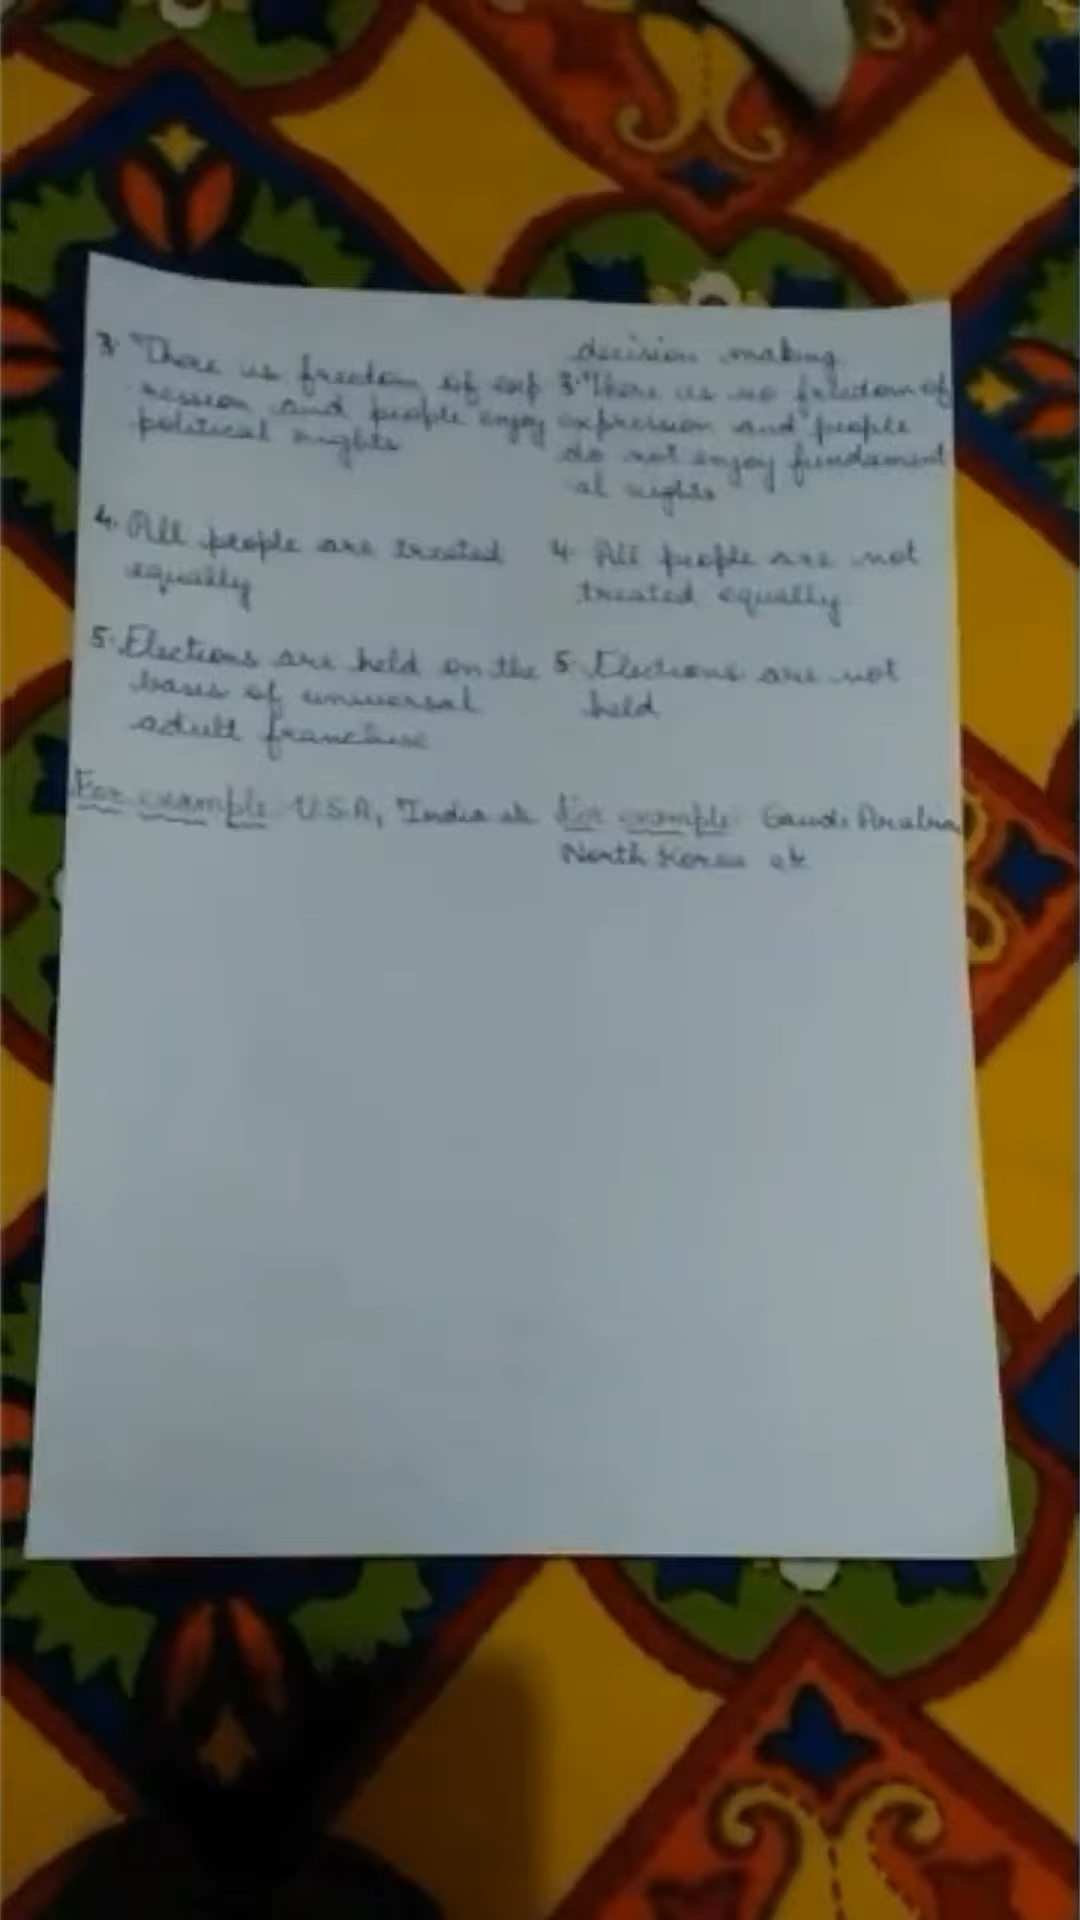 3. There is freedom of exp
ression and people enjoy
political rights
4. All people are treated
equally
5. Elections are held on the
basis of universal
adult franchise
For example: U.S.A, India etc
decision making
3. There is no freedom of
expression and people
do not enjoy fundament
al rights
4. All people are not
treated equally
5. Elections are not
held
For example: Saudi Arabia
North Korea etc